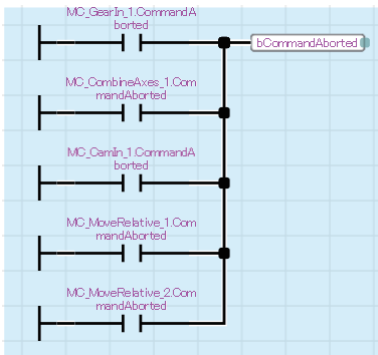 MC_GearIn_1.CommandA
borted
bCommandAborted
MC_CombineAxes_1.Com
mandAborted
MC_CamIn_1.CommandA
borted
MC_MoveRelative_1.Com
mandAborted
MC_MoveRelative_2.Com
mandAborted